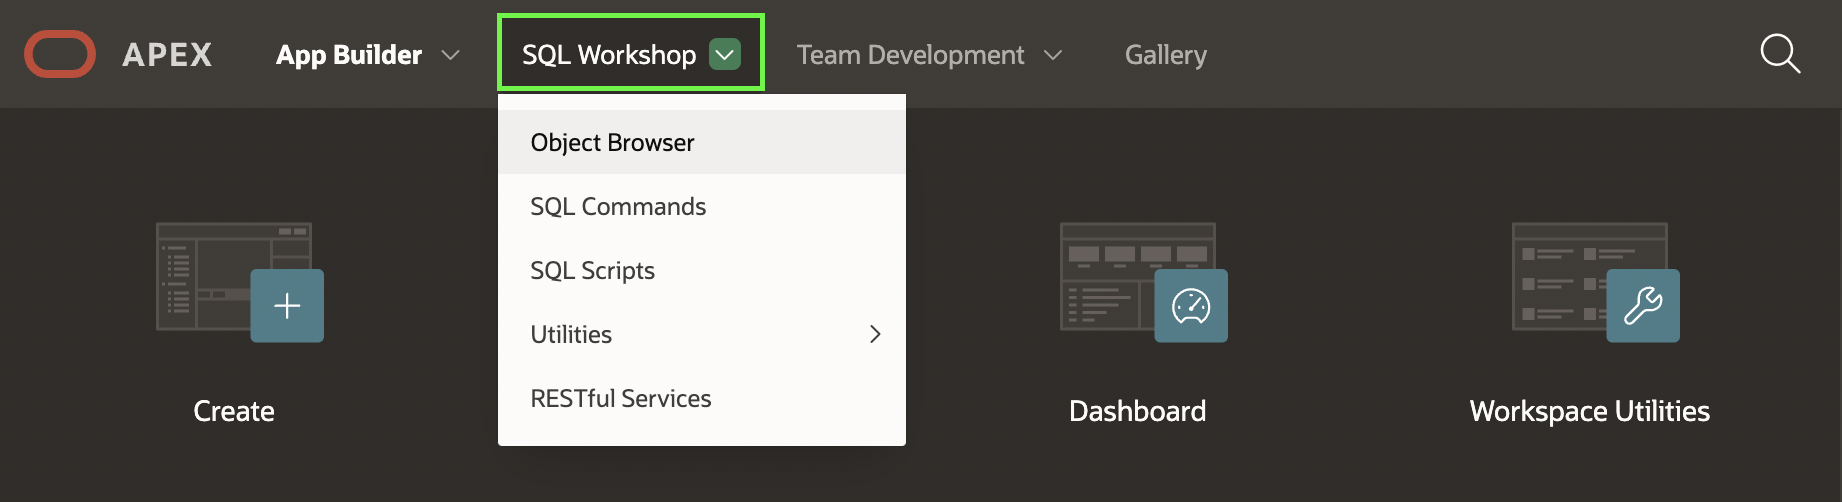 APEX App Builder SQL Workshop Team Development Gallery
Object Browser
SQL Commands
SQL Scripts
Utilities
RESTful Services
Create
Dashboard
Workspace Utilities